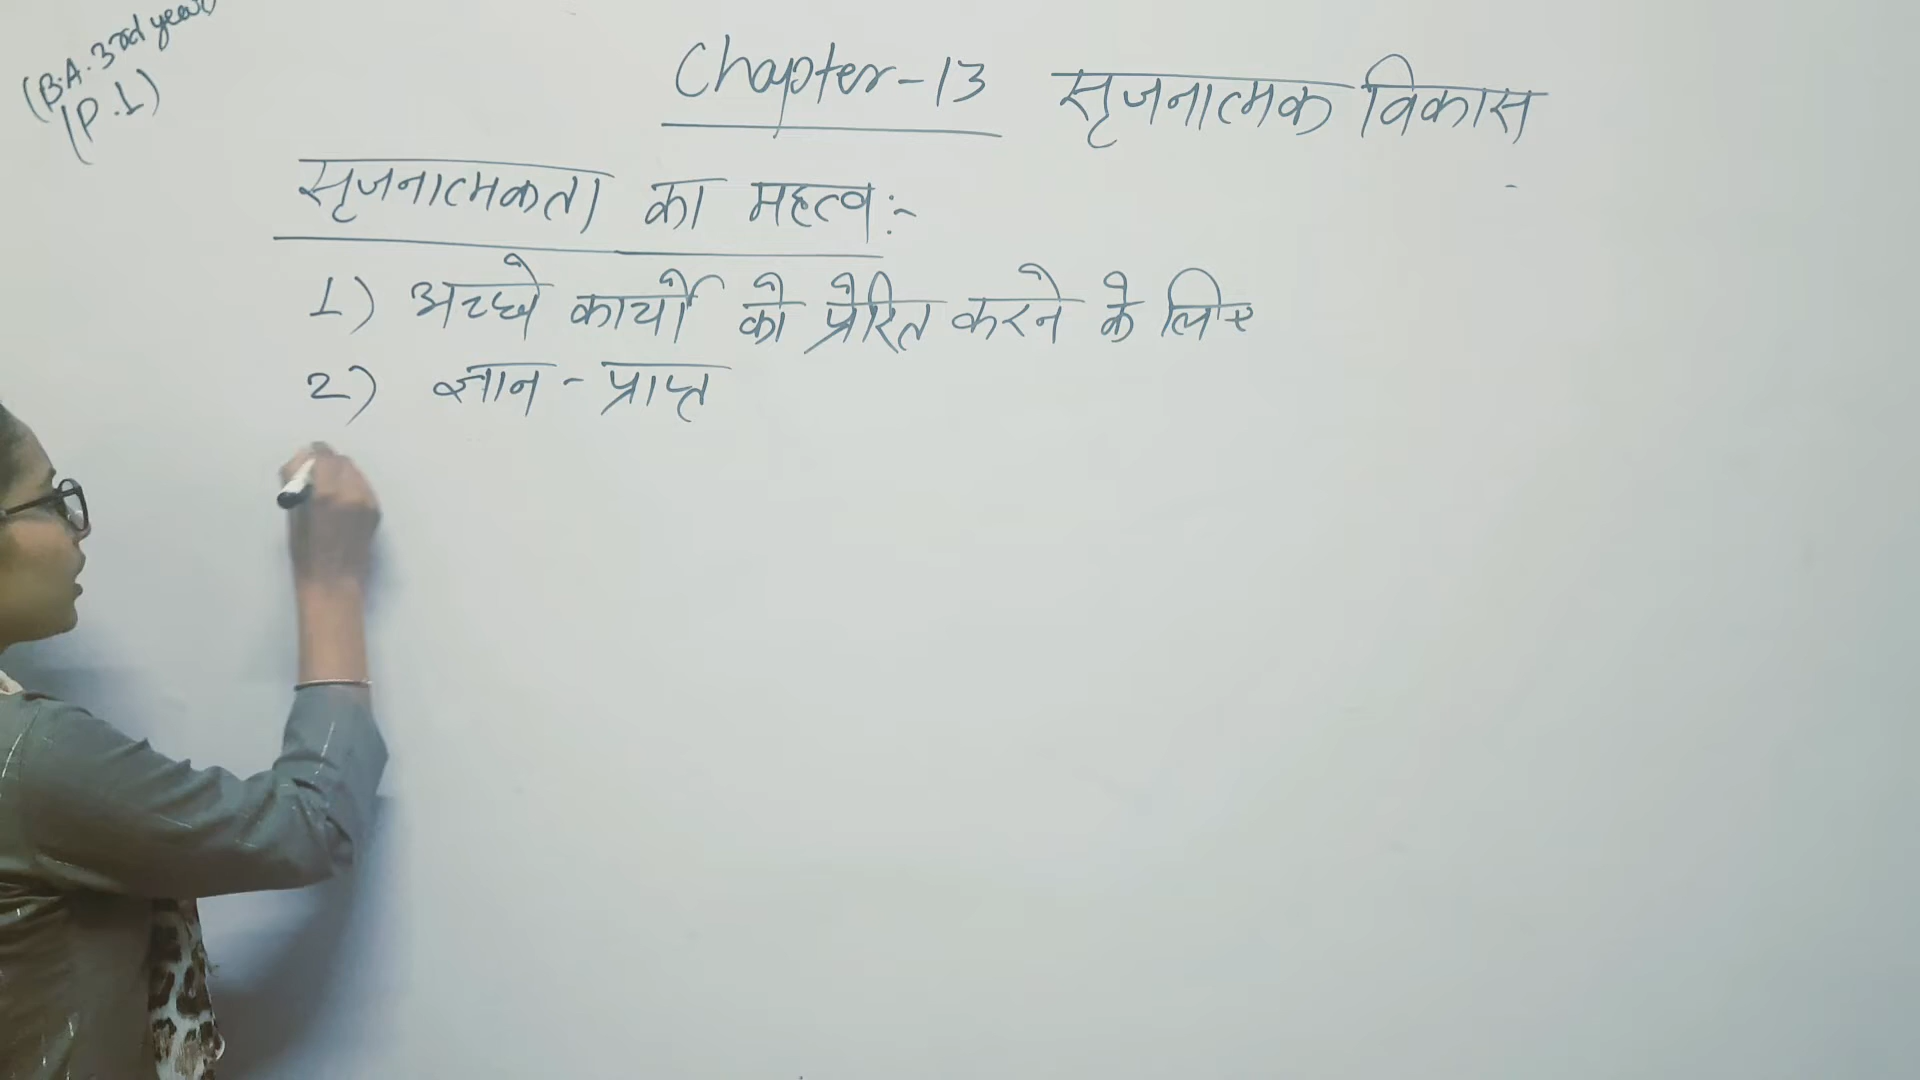 (B.A. 3rd year)
(P.1)
Chapter-13 सृजनात्मक विकास
सृजनात्मकता का महत्व:-
1) अच्छे कार्यो को प्रेरित करने के लिए
2) ज्ञान - प्राप्त